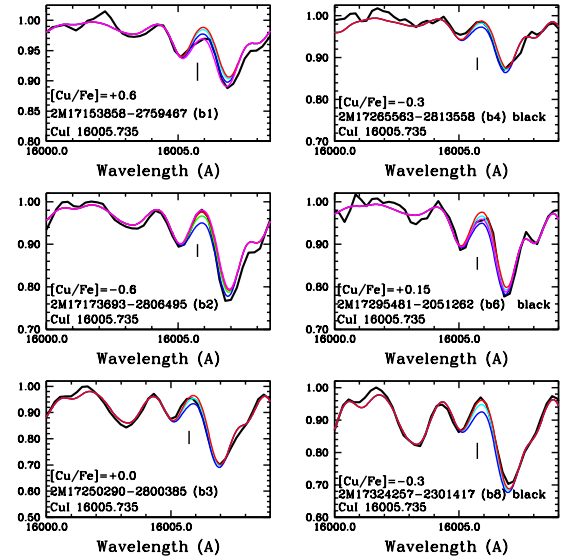 1.00
0.95
0.90
0.85
0.80
[Cu/Fe]=+0.6
2M17153858−2759467 (b1)
CuI 16005.735
16000.0
16005.0
Wavelength (A)
1.00
0.90
0.80
0.70
[Cu/Fe]=−0.3
2M17265563−2813558 (b4) black
CuI 16005.735
16000.0
16005.0
Wavelength (A)
1.00
0.90
0.80
0.70
[Cu/Fe]=−0.6
2M17173693−2806495 (b2)
CuI 16005.735
16000.0
16005.0
Wavelength (A)
1.00
0.90
0.80
0.70
[Cu/Fe]=+0.15
2M17295481−2051262 (b6) black
CuI 16005.735
16000.0
16005.0
Wavelength (A)
1.00
0.90
0.80
0.70
0.60
0.50
[Cu/Fe]=+0.0
2M17250290−2800385 (b3)
CuI 16005.735
16000.0
16005.0
Wavelength (A)
1.00
0.90
0.80
0.70
0.60
[Cu/Fe]=−0.3
2M17324257−2301417 (b8) black
CuI 16005.735
16000.0
16005.0
Wavelength (A)